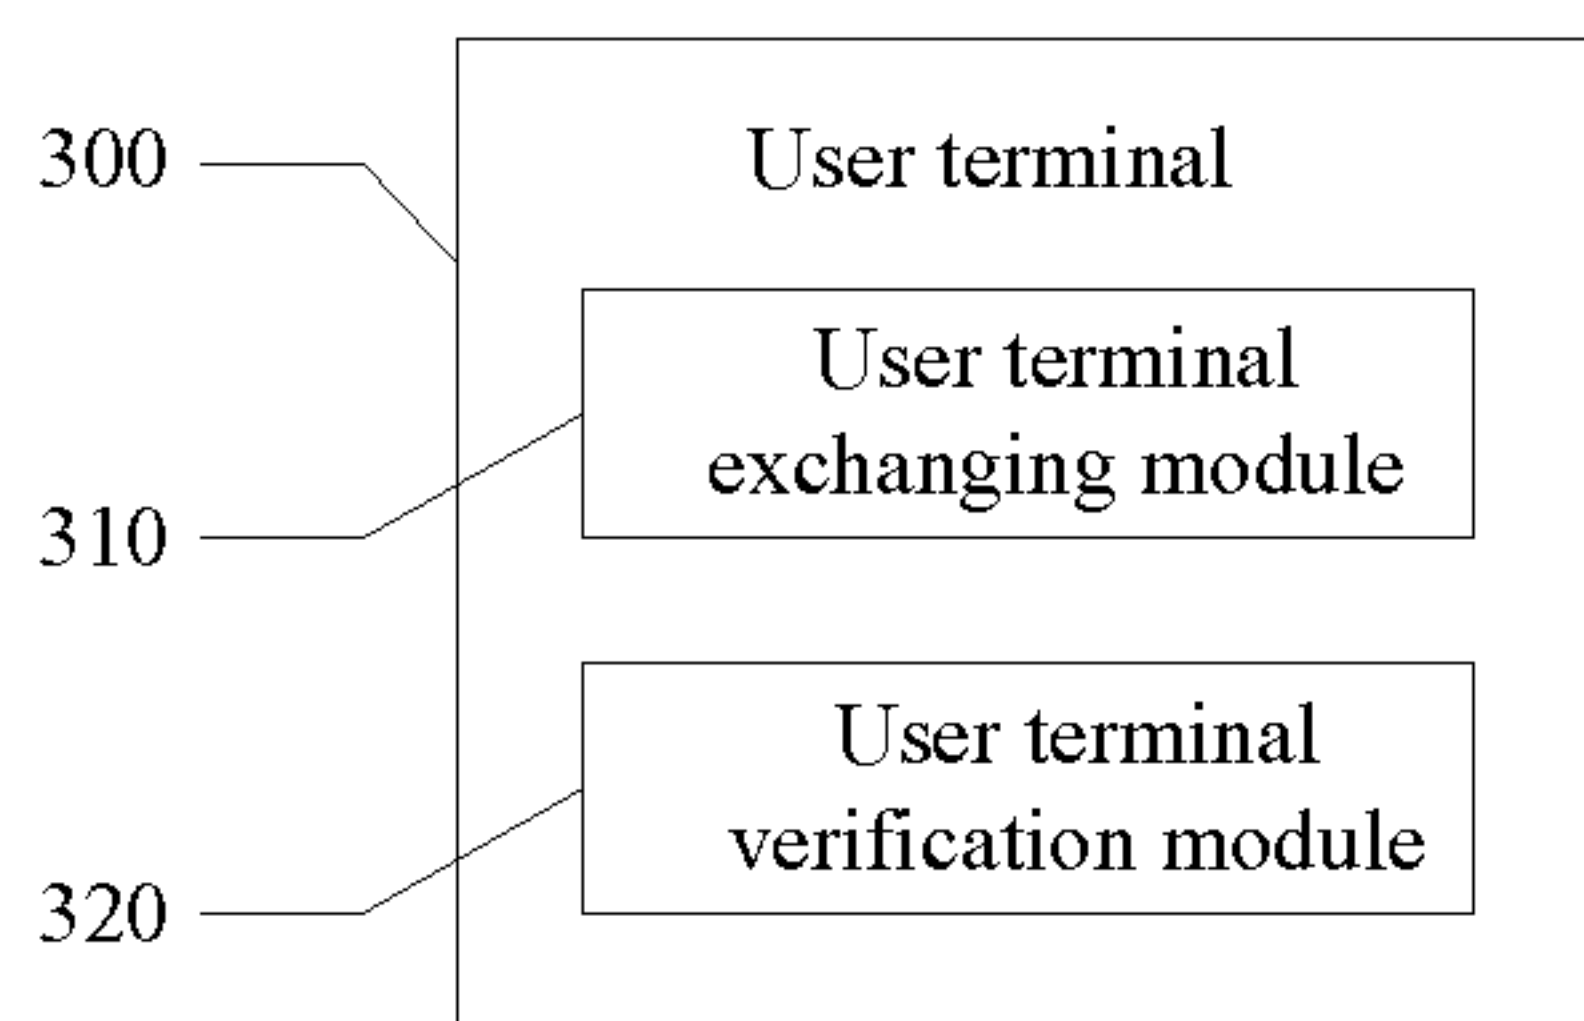 300
User terminal
User terminal
exchanging module
310
User terminal
verification module
320